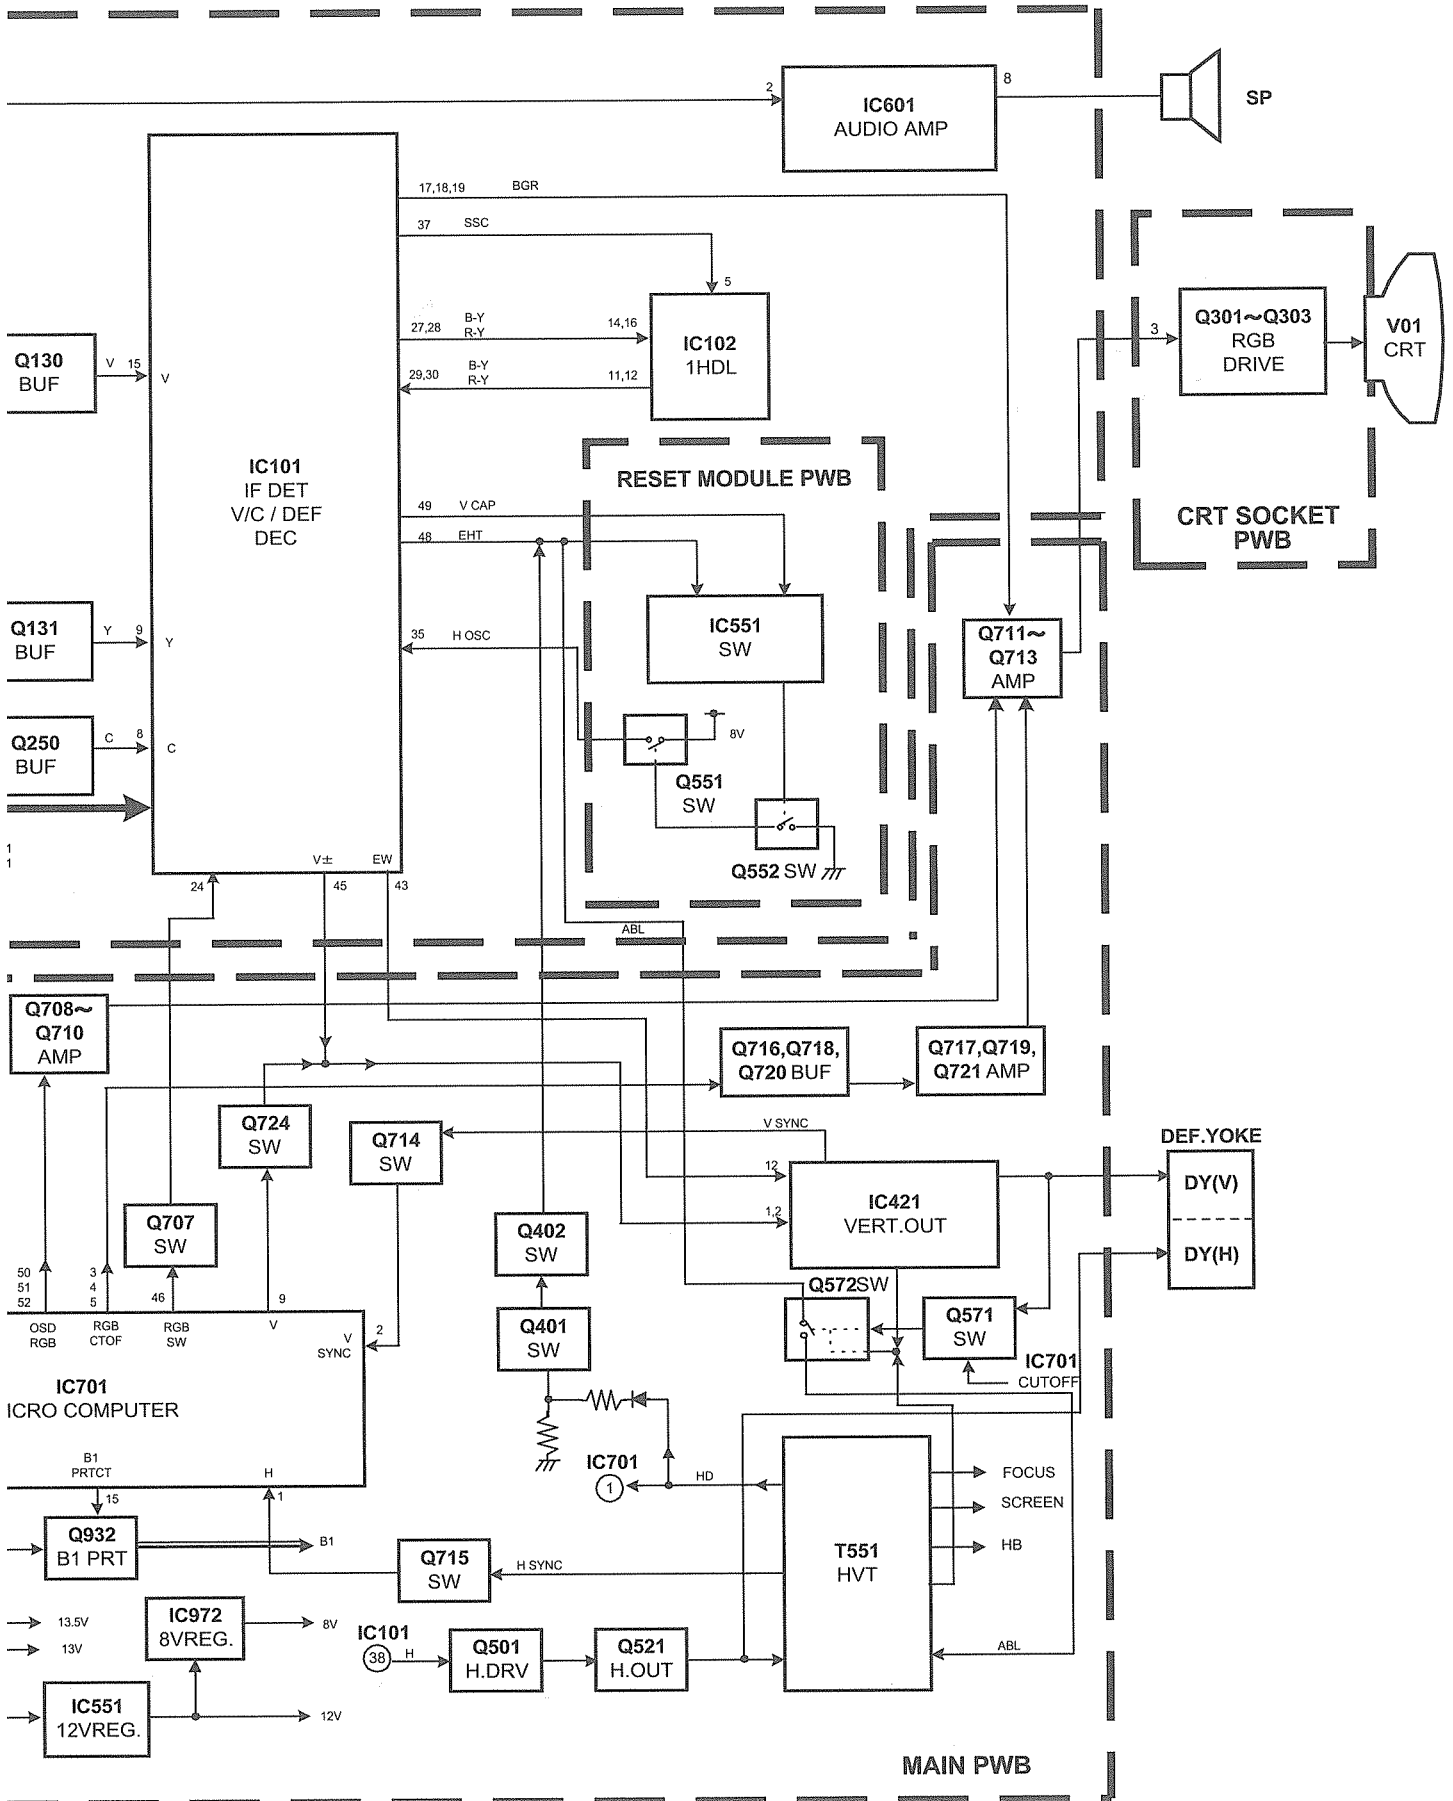 2
IC601
AUDIO AMP
8
SP
17,18,19 BGR
37 SSC
5
27,28 B-Y
R-Y 14,16
29,30 B-Y
R-Y 11,12
IC102
1HDL
Q130
BUF
V 15 V
IC101
IF DET
V/C / DEF
DEC
3
Q301~Q303
RGB
DRIVE
V01
CRT
CRT SOCKET
PWB
RESET MODULE PWB
49 V CAP
48 EHT
IC551
SW
35 H OSC
Q131
BUF
Y 9 Y
Q711~
Q713
AMP
Q250
BUF
C 8 C
8V
Q551
SW
Q552 SW
1
1
V± EW
24 45 43
ABL
Q708~
Q710
AMP
Q716,Q718,
Q720 BUF
Q717,Q719,
Q721 AMP
Q724
SW
Q714
SW
V SYNC
12
1,2
IC421
VERT.OUT
DEF.YOKE
DY(V)
DY(H)
Q707
SW
Q402
SW
Q401
SW
Q572SW
Q571
SW
IC701
CUTOFF
50
51
52
3
4
5
46
9
2
OSD
RGB
RGB
CTOF
RGB
SW
V
V
SYNC
IC701
ICRO COMPUTER
B1
PRTCT
H
15
1
IC701
1
HD
T551
HVT
FOCUS
SCREEN
HB
ABL
Q932
B1 PRT
B1
Q715
SW
H SYNC
13.5V
13V
IC972
8VREG.
8V
IC101
38
H
Q501
H.DRV
Q521
H.OUT
IC551
12VREG.
12V
MAIN PWB